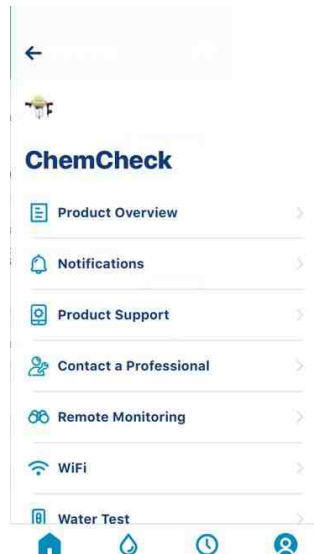 ChemCheck
Product Overview
Notifications
Product Support
Contact a Professional
Remote Monitoring
WiFi
Water Test